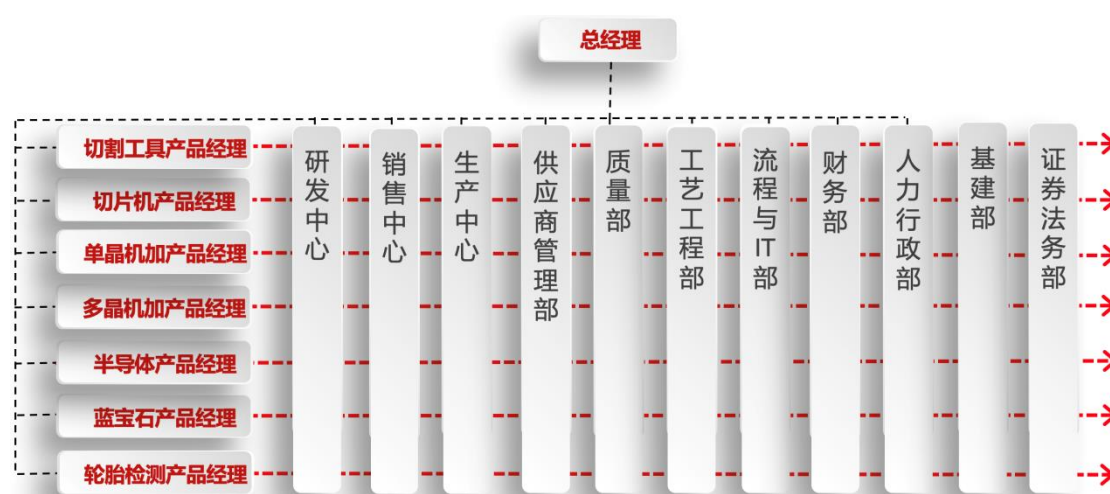 总经理
切割工具产品经理
切片机产品经理
单晶机加产品经理
多晶机加产品经理
半导体产品经理
蓝宝石产品经理
轮胎检测产品经理
研发中心
销售中心
生产中心
供应商管理部
质量部
工艺工程部
流程与IT部
财务部
人力行政部
基建部
证券法务部